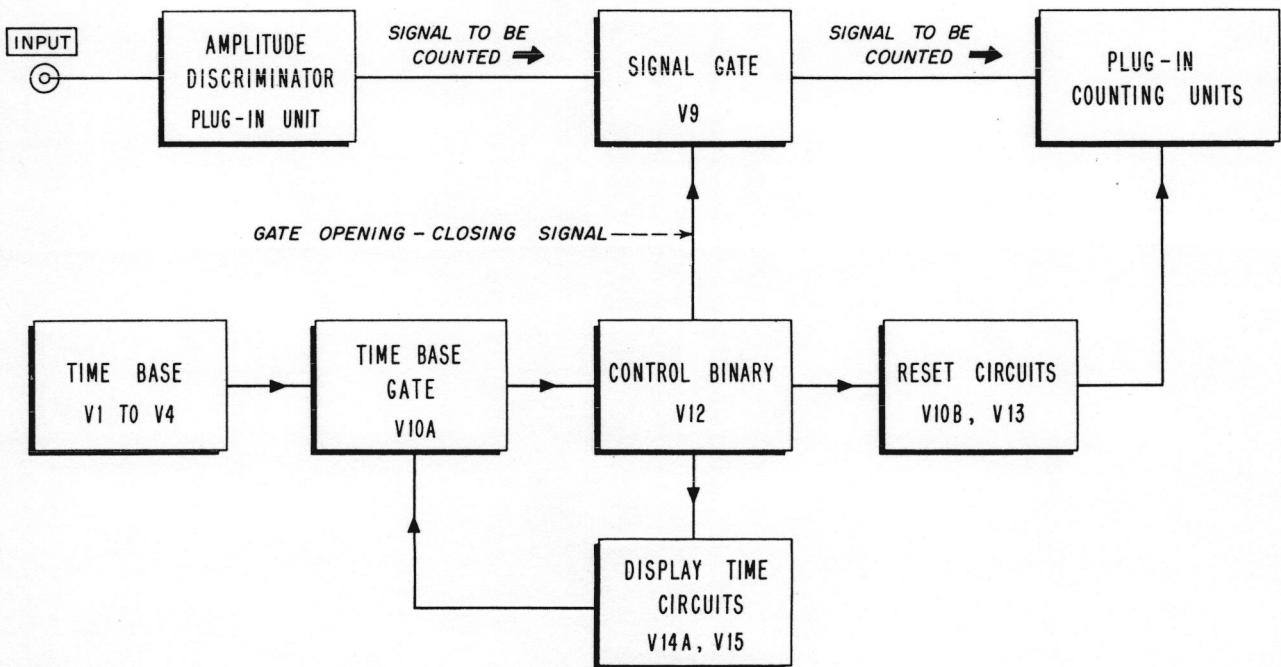 INPUT
AMPLITUDE
DISCRIMINATOR
PLUG-IN UNIT
SIGNAL TO BE
COUNTED
SIGNAL GATE
V9
SIGNAL TO BE
COUNTED
PLUG-IN
COUNTING UNITS
GATE OPENING - CLOSING SIGNAL
TIME BASE
V1 TO V4
TIME BASE
GATE
V10A
CONTROL BINARY
V12
RESET CIRCUITS
V10B, V13
DISPLAY TIME
CIRCUITS
V14A, V15